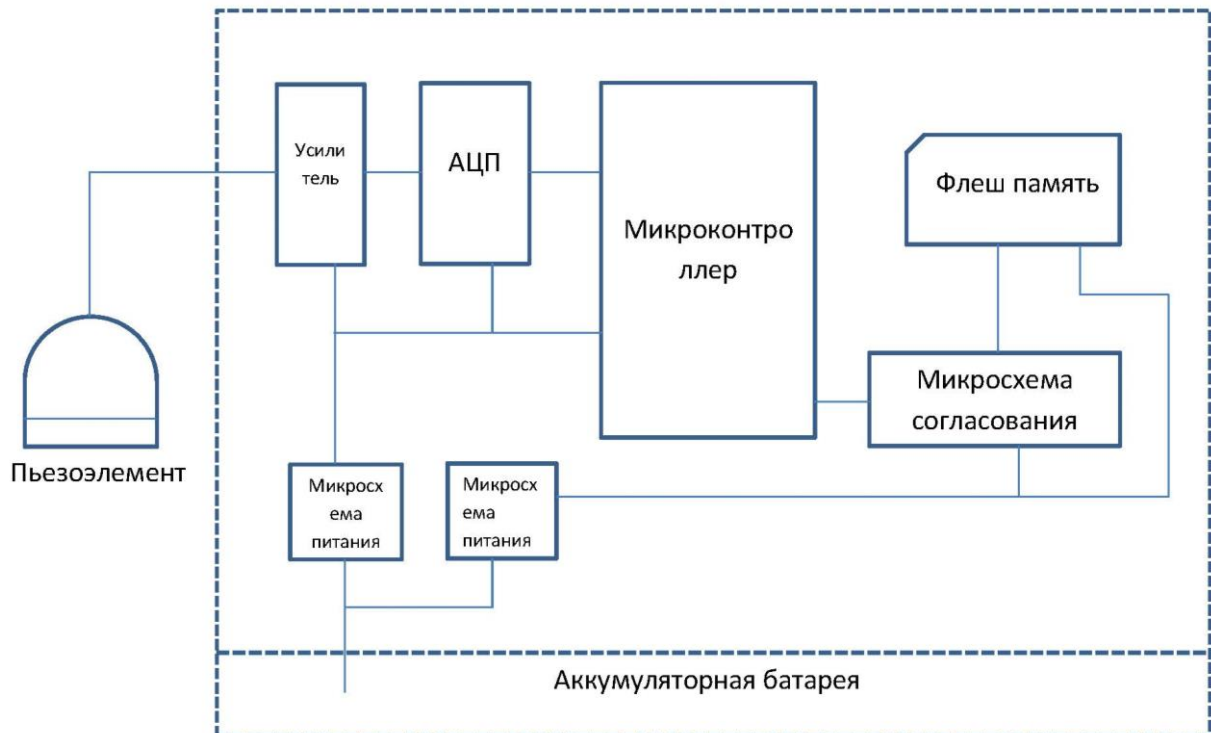 Усили
тель
АЦП
Микроконтро
ллер
Флеш память
Микросхема
согласования
Пьезоэлемент
Микросх
ема
питания
Микросх
ема
питания
Аккумуляторная батарея